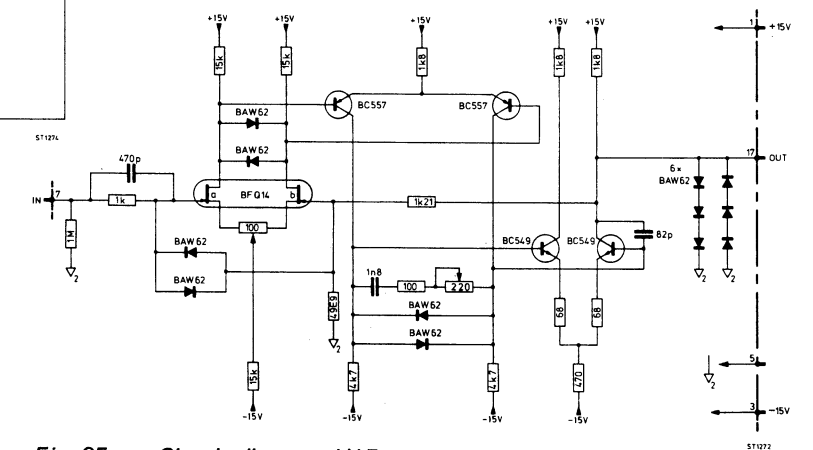 +15V
+15V
+15V
+15V
+15V
1
+15V
15k
15k
1k8
1k8
1k8
BC557
BC557
BAW62
ST1274
BAW62
470p
17
OUT
6×
BAW62
IN
7
1k
a
BFQ14
b
1k21
100
1M
BAW62
BC549
BC549
82p
2
BAW62
1n8
100
220
2
2
49E9
BAW62
68
68
2
BAW62
5
2
15k
4k7
4k7
470
-15V
-15V
-15V
-15V
3
-15V
ST1272